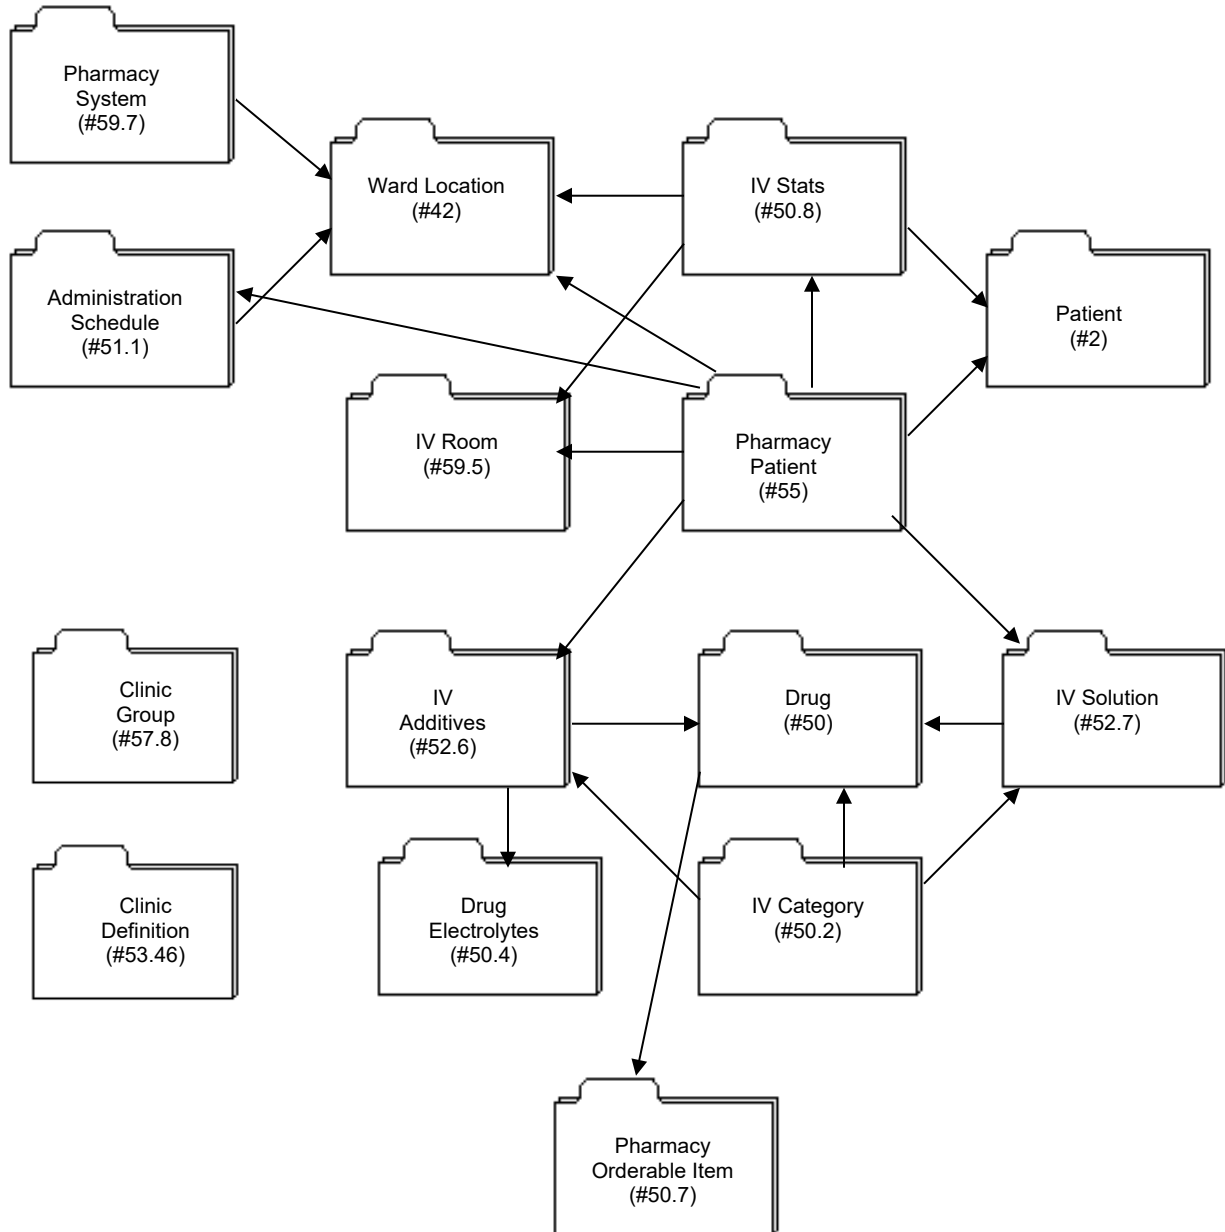 Pharmacy
System
(#59.7)
Ward Location
(#42)
IV Stats
(#50.8)
Administration
Schedule
(#51.1)
Patient
(#2)
IV Room
(#59.5)
Pharmacy
Patient
(#55)
Clinic
Group
(#57.8)
IV
Additives
(#52.6)
Drug
(#50)
IV Solution
(#52.7)
Clinic
Definition
(#53.46)
Drug
Electrolytes
(#50.4)
IV Category
(#50.2)
Pharmacy
Orderable Item
(#50.7)